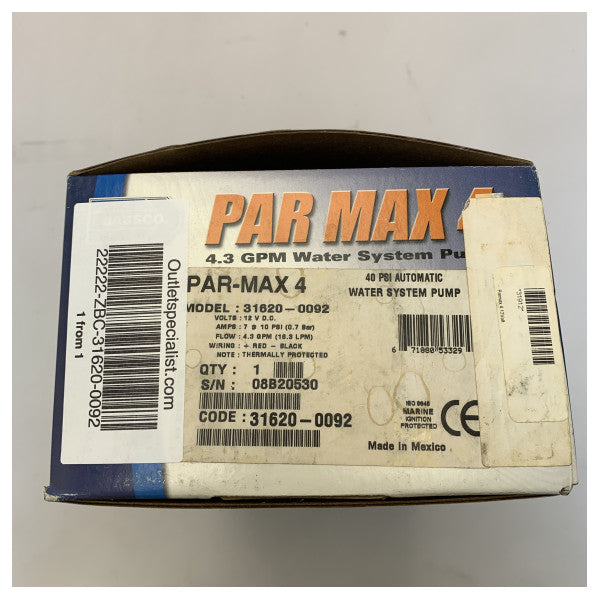 PAR MAX 4
4.3 GPM Water System Pu
JABSCO
Outletspecialist.com
22222-ZBC-31620-0092
1 from 1
PAR-MAX 4
40 PSI AUTOMATIC
WATER SYSTEM PUMP
MODEL : 31620-0092
VOLTS : 12 V D.C.
AMPS : 7 @ 10 PSI (0.7 Bar)
FLOW : 4.3 GPM (16.3 LPM)
WIRING : + RED - BLACK
NOTE : THERMALLY PROTECTED
6 71880 53329
QTY : 1
S/N : 08B20530
CODE : 31620-0092
ISO 8846
MARINE
IGNITION
PROTECTED
CE
Made in Mexico